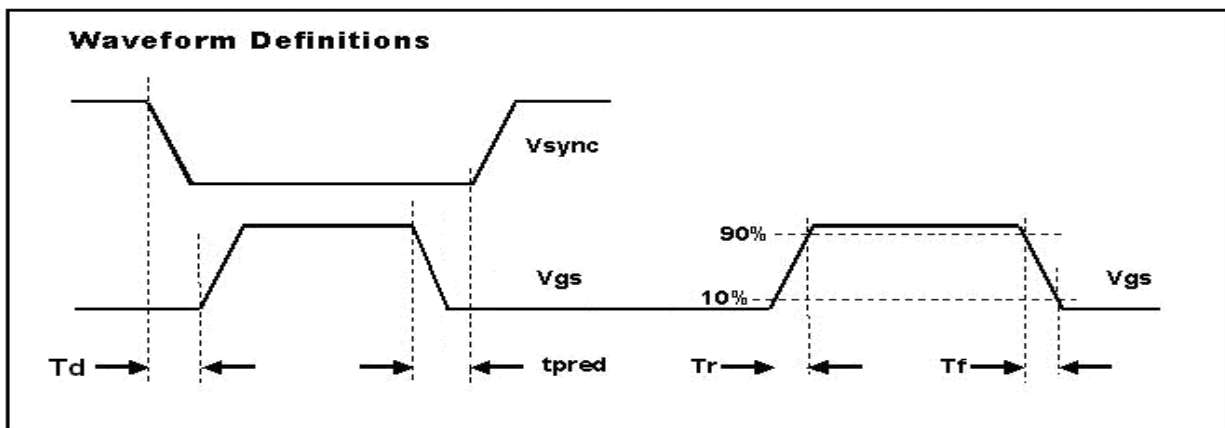 Waveform Definitions
Vsync
90%
Vgs
10%
Vgs
Td
tpred
Tr
Tf